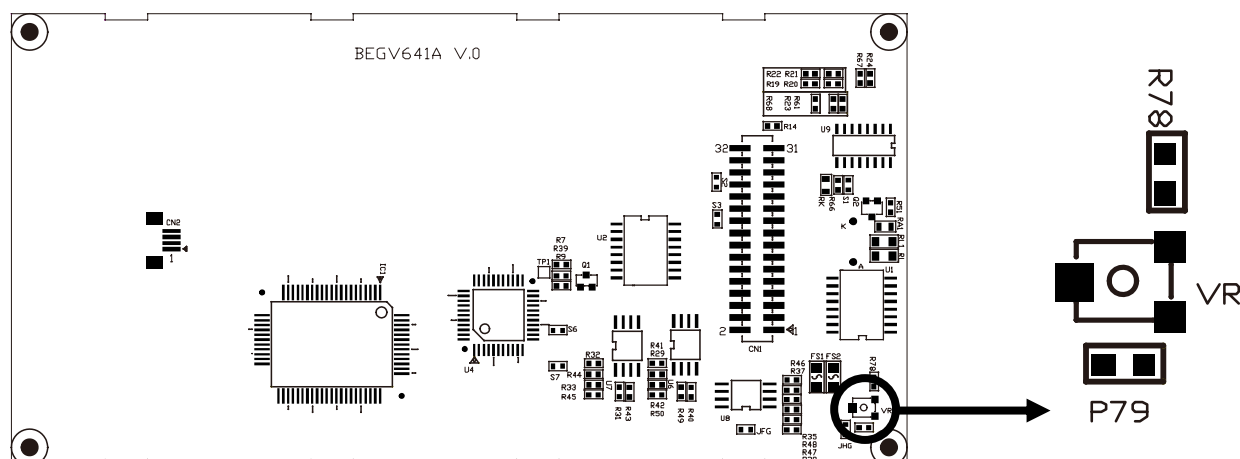 BEGV641A V.0
R22 R21
R19 R20
R67
R24
R68
R23
R61
R14
U9
32 31
S3
RK
R66
S1
Q2
R51
RA1
RL1
R1
K
A
U1
CN2
1
IC1
R7
R39
R9
TP1
Q1
U2
U4
S6
S7
R32
R44
R33
R45
U7
R31
R43
R41
R29
U6
R42
R50
R49
R40
2 1
CN1
U8
JFG
R46
R37
FS1
FS2
R78
VR
R35
R48
R47
JHG
R78
VR
P79